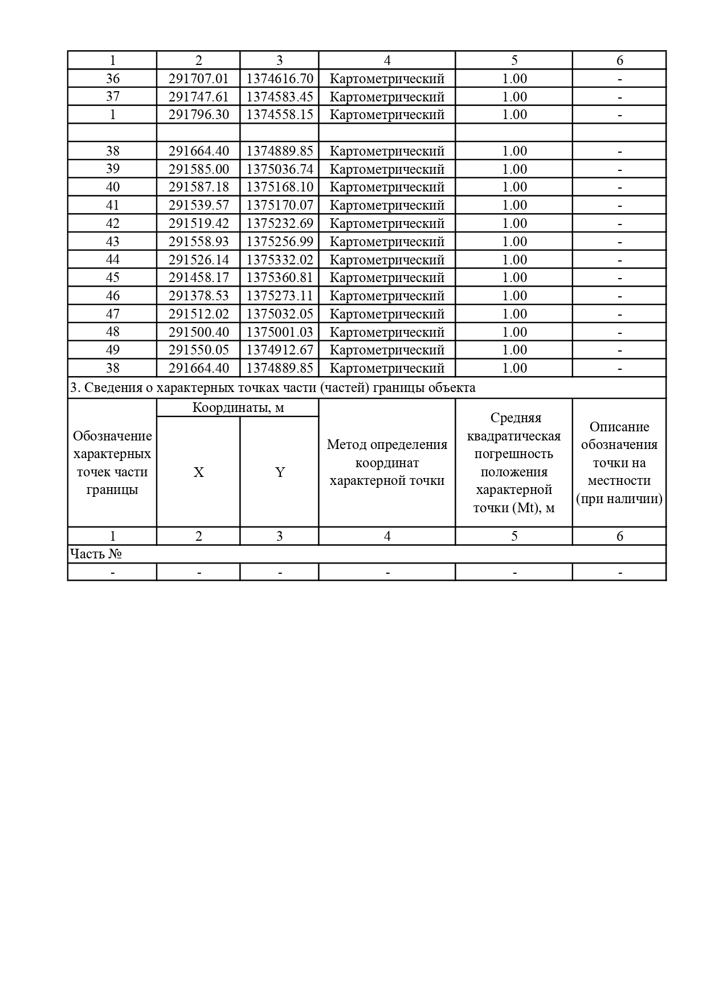 1 2 3 4 5 6
36 291707.01 1374616.70 Картометрический 1.00 -
37 291747.61 1374583.45 Картометрический 1.00 -
1 291796.30 1374558.15 Картометрический 1.00 -
38 291664.40 1374889.85 Картометрический 1.00 -
39 291585.00 1375036.74 Картометрический 1.00 -
40 291587.18 1375168.10 Картометрический 1.00 -
41 291539.57 1375170.07 Картометрический 1.00 -
42 291519.42 1375232.69 Картометрический 1.00 -
43 291558.93 1375256.99 Картометрический 1.00 -
44 291526.14 1375332.02 Картометрический 1.00 -
45 291458.17 1375360.81 Картометрический 1.00 -
46 291378.53 1375273.11 Картометрический 1.00 -
47 291512.02 1375032.05 Картометрический 1.00 -
48 291500.40 1375001.03 Картометрический 1.00 -
49 291550.05 1374912.67 Картометрический 1.00 -
38 291664.40 1374889.85 Картометрический 1.00 -
3. Сведения о характерных точках части (частей) границы объекта
Обозначение
характерных
точек части
границы
Координаты, м
X Y
Метод определения
координат
характерной точки
Средняя
квадратическая
погрешность
положения
характерной
точки (Mt), м
Описание
обозначения
точки на
местности
(при наличии)
1 2 3 4 5 6
Часть №
- - - - - -